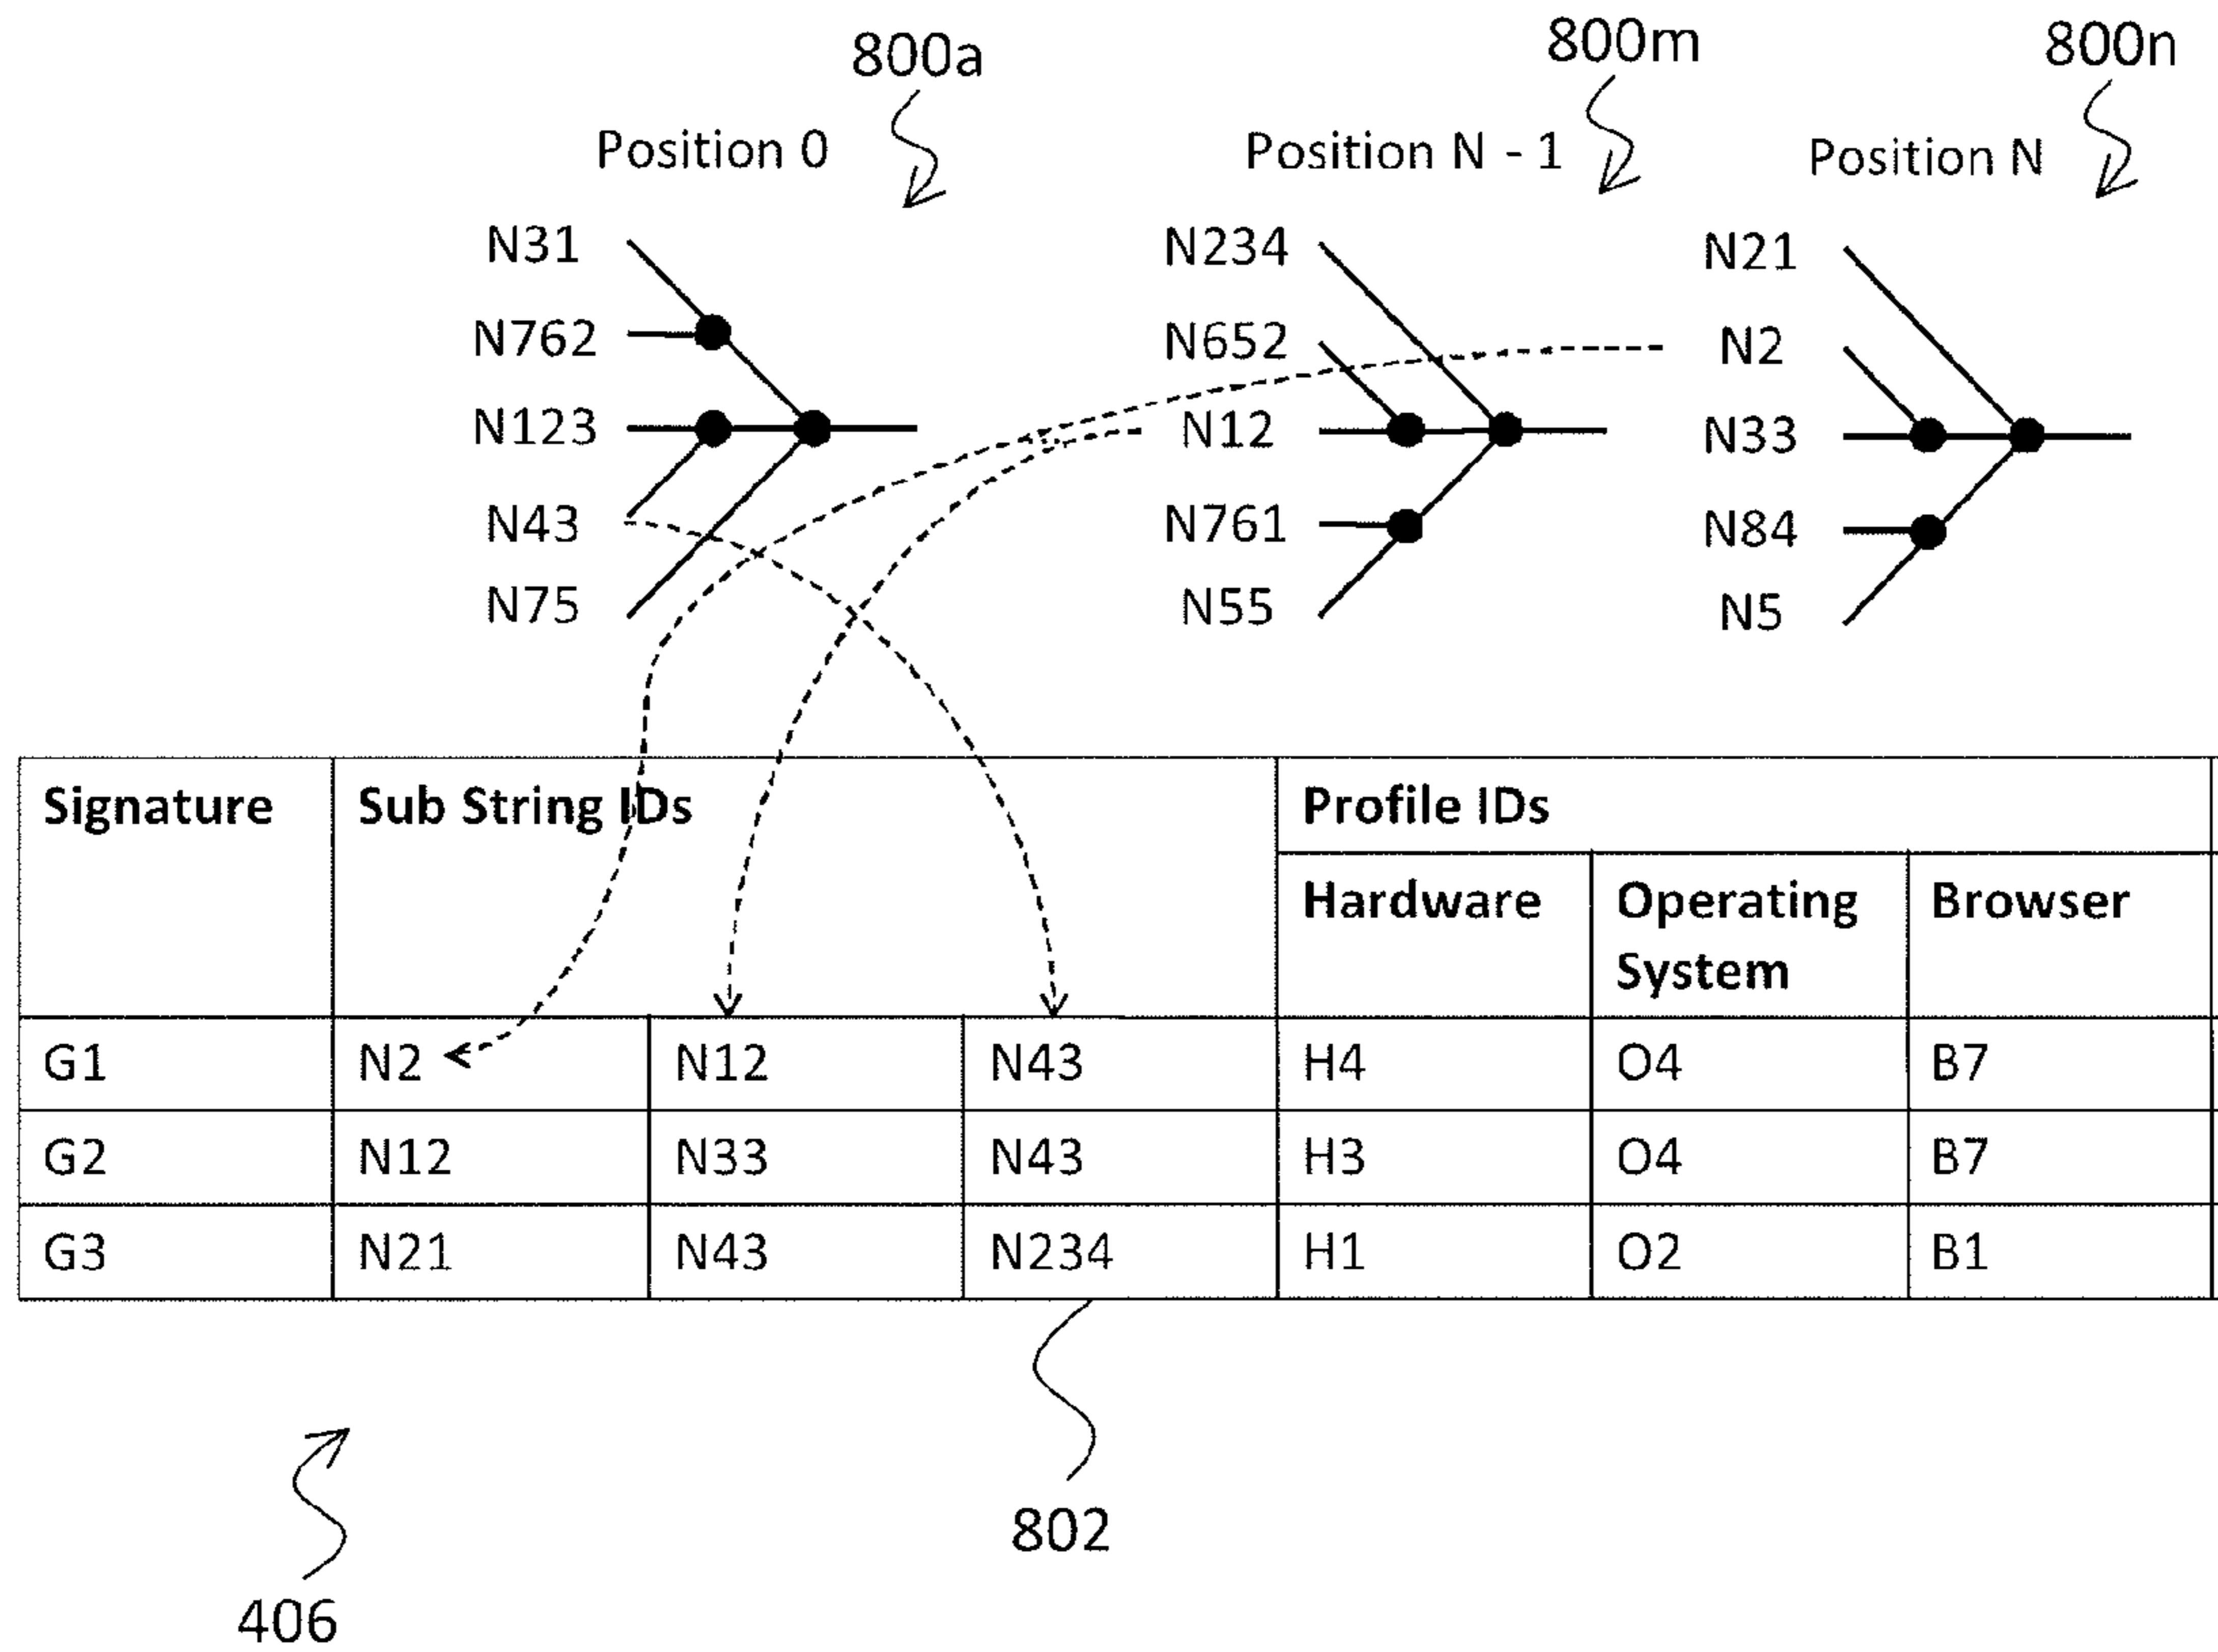 800a
800m
800n
Position 0
Position N - 1
Position N
N31
N762
N123
N43
N75
N234
N652
N12
N761
N55
N21
N2
N33
N84
N5
Signature
Sub String IDs
Profile IDs
Hardware
Operating
System
Browser
G1 N2 N12 N43 H4 O4 B7
G2 N12 N33 N43 H3 O4 B7
G3 N21 N43 N234 H1 O2 B1
802
406